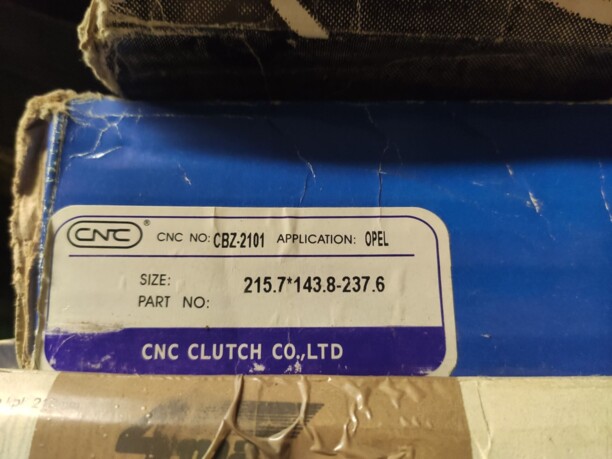 CNC ® CNC NO: CBZ-2101 APPLICATION: OPEL
SIZE: 215.7*143.8-237.6
PART NO:
CNC CLUTCH CO.,LTD